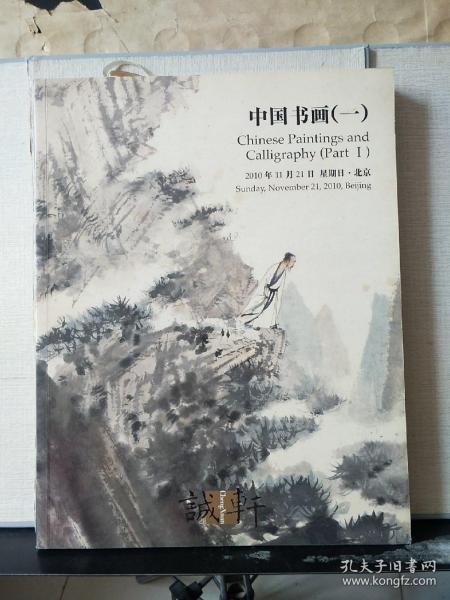 中国书画(一)
Chinese Paintings and
Calligraphy (Part Ⅰ)
2010年11月21日 星期日·北京
Sunday, November 21, 2010, Beijing
誠軒
孔夫子旧书网
www.kongfz.com